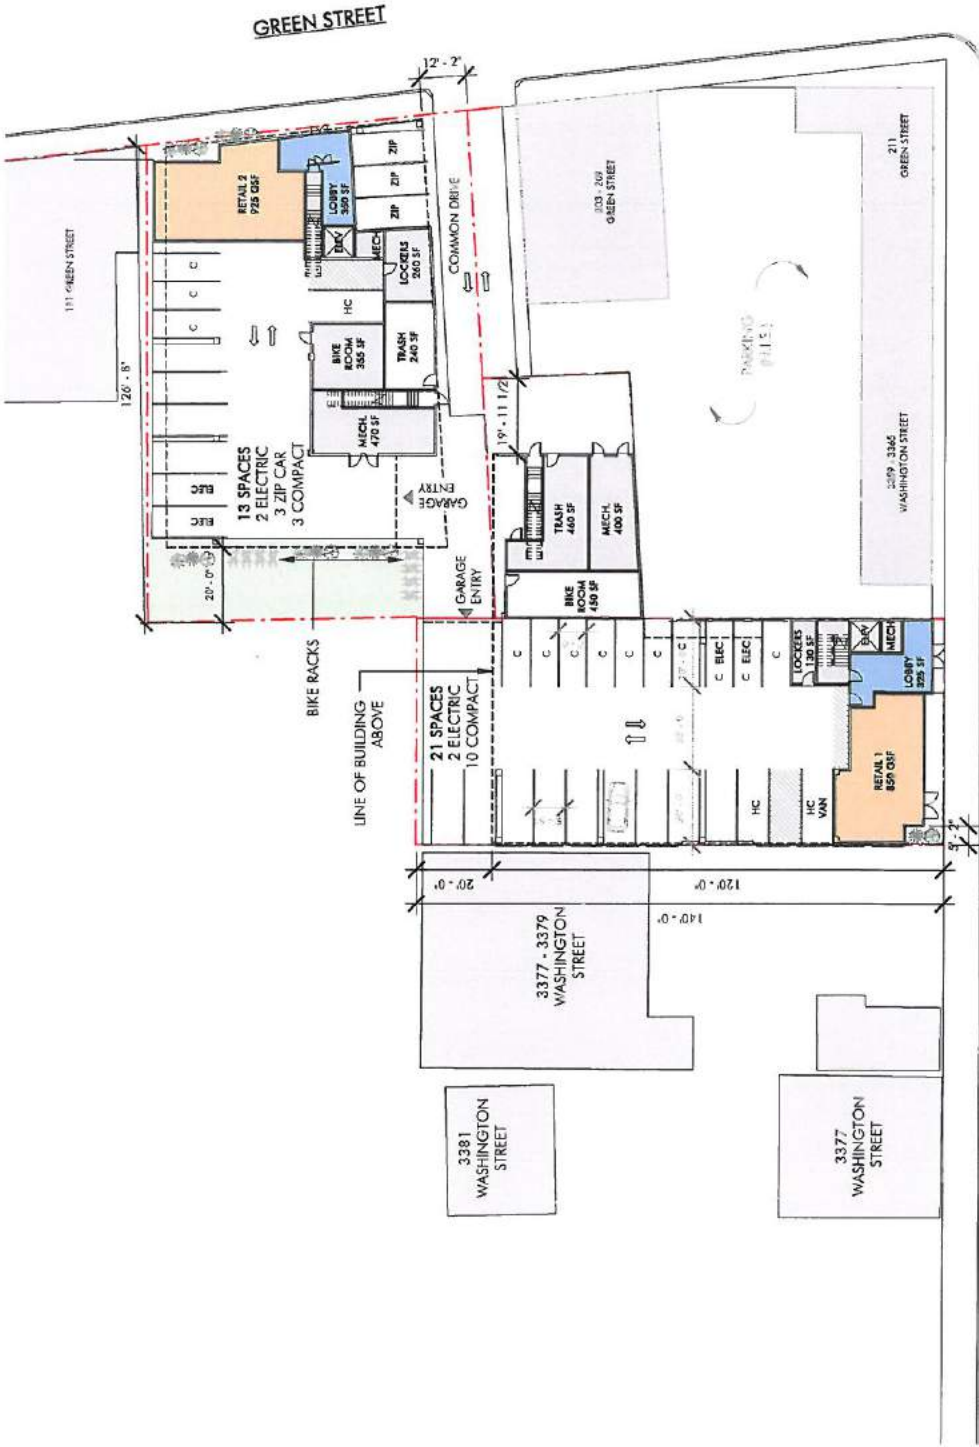 GREEN STREET
12' - 2"
RETAIL 2
925 GSF
LOBBY
350 SF
ZIP
ZIP
ZIP
COMMON DRIVE
203 - 209
GREEN STREET
211
GREEN STREET
GREEN STREET
126' - 8"
C
C
C
HC
ELEV
MECH
LOCKERS
260 SF
BIKE
ROOM
355 SF
TRASH
240 SF
MECH.
470 SF
ELEC
ELEC
13 SPACES
2 ELECTRIC
3 ZIP CAR
3 COMPACT
GARAGE
ENTRY
19' - 11 1/2"
PARKING
20' - 0"
BIKE RACKS
GARAGE
ENTRY
TRASH
460 SF
MECH.
400 SF
BIKE
ROOM
450 SF
3365
WASHINGTON STREET
LINE OF BUILDING
ABOVE
21 SPACES
2 ELECTRIC
10 COMPACT
C
C
C
C
C
C
C
C ELEC
C ELEC
C
LOCKERS
130 SF
ELEV
MECH
LOBBY
325 SF
RETAIL 1
850 GSF
HC
HC
VAN
20' - 0"
120' - 0"
140' - 0"
3377 - 3379
WASHINGTON
STREET
3381
WASHINGTON
STREET
3377
WASHINGTON
STREET